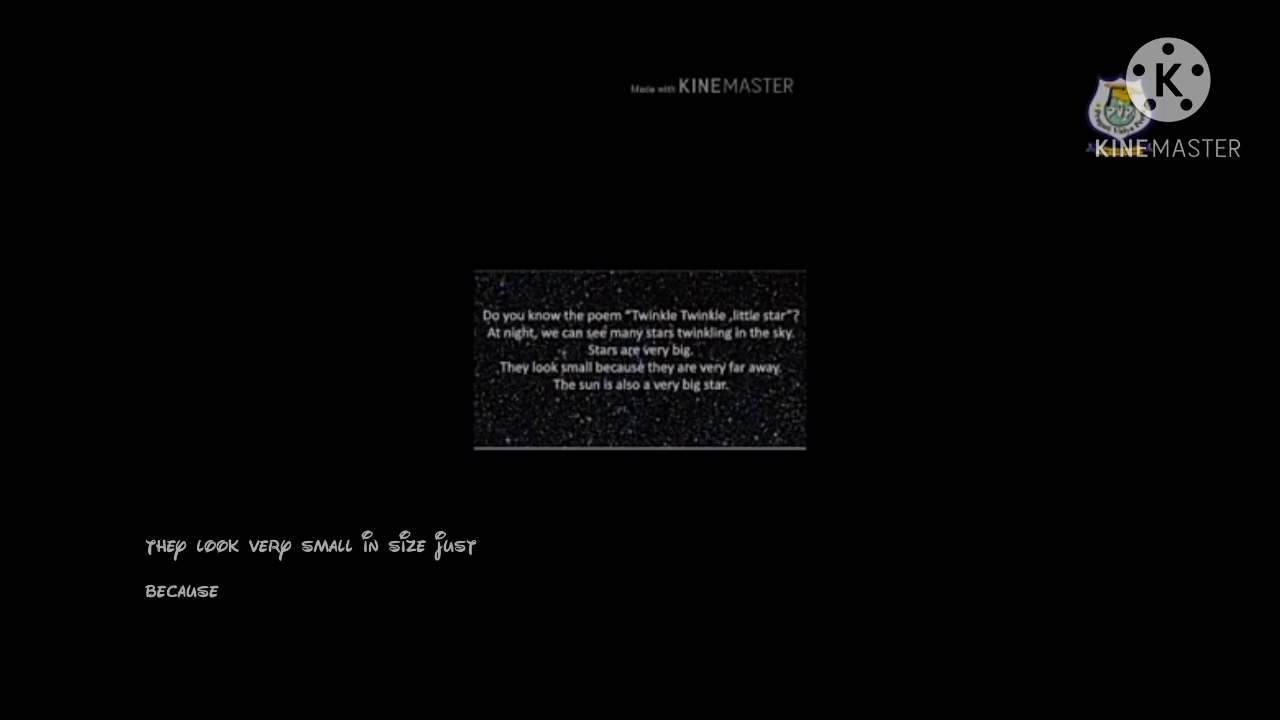 Made with KINEMASTER
K
KINEMASTER
PVP
Do you know the poem "Twinkle Twinkle ,little star"?
At night, we can see many stars twinkling in the sky.
Stars are very big.
They look small because they are very far away.
The sun is also a very big star.
They look very small in size just
because